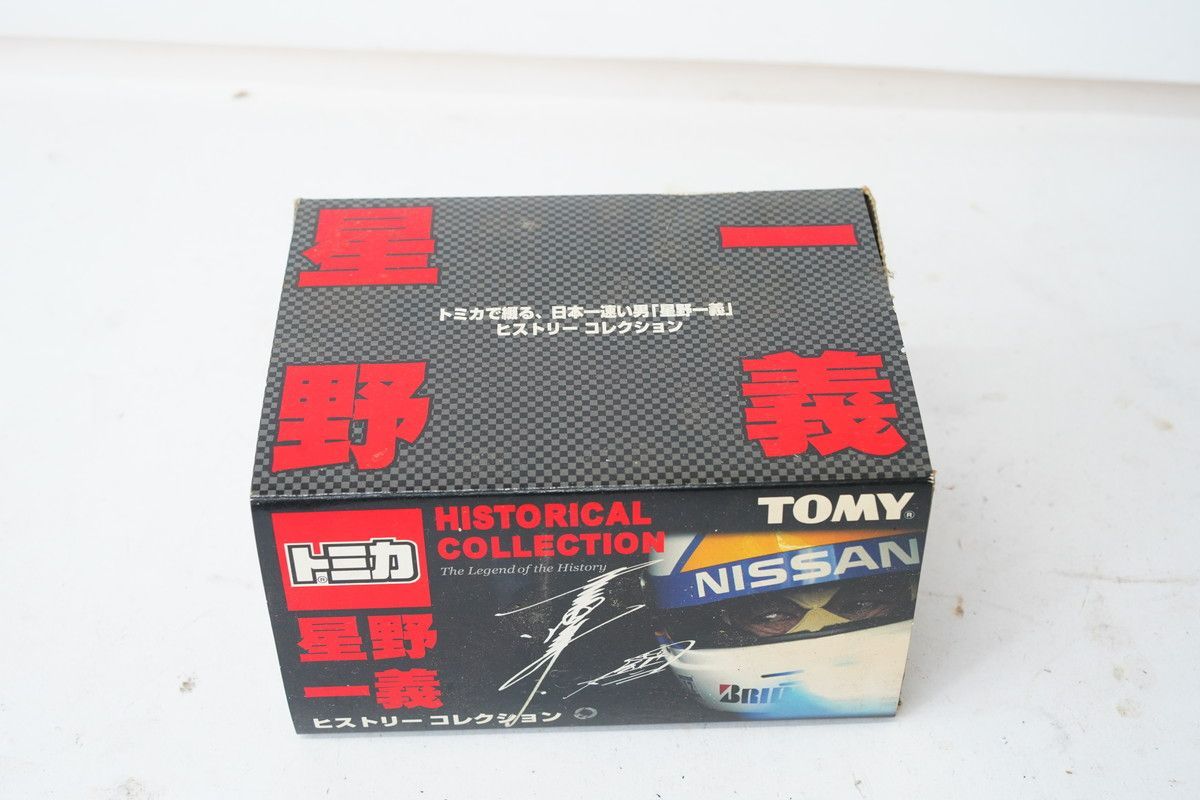 星野
一義
トミカで綴る、日本一速い男「星野一義」
ヒストリー コレクション
TOMY®
HISTORICAL
COLLECTION
The Legend of the History
トミカ®
星野
一義
ヒストリー コレクション
NISSAN